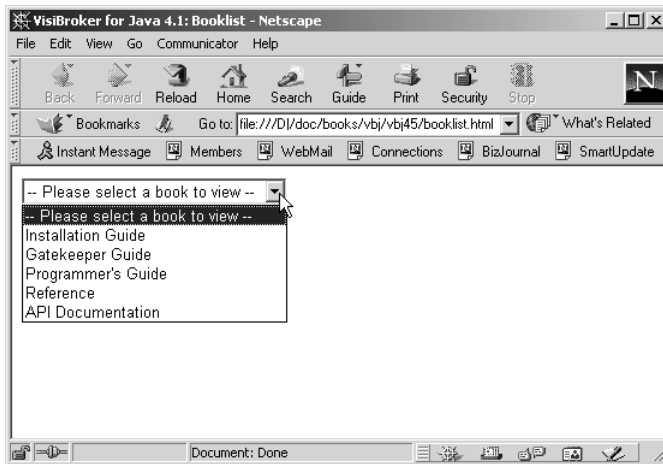 VisiBroker for Java 4.1: Booklist - Netscape
File Edit View Go Communicator Help
Back Forward Reload Home Search Guide Print Security Stop
N
Bookmarks Go to: file:///D|/doc/books/vbj/vbj45/booklist.html What's Related
Instant Message Members WebMail Connections BizJournal SmartUpdate
-- Please select a book to view --
-- Please select a book to view --
Installation Guide
Gatekeeper Guide
Programmer's Guide
Reference
API Documentation
Document: Done